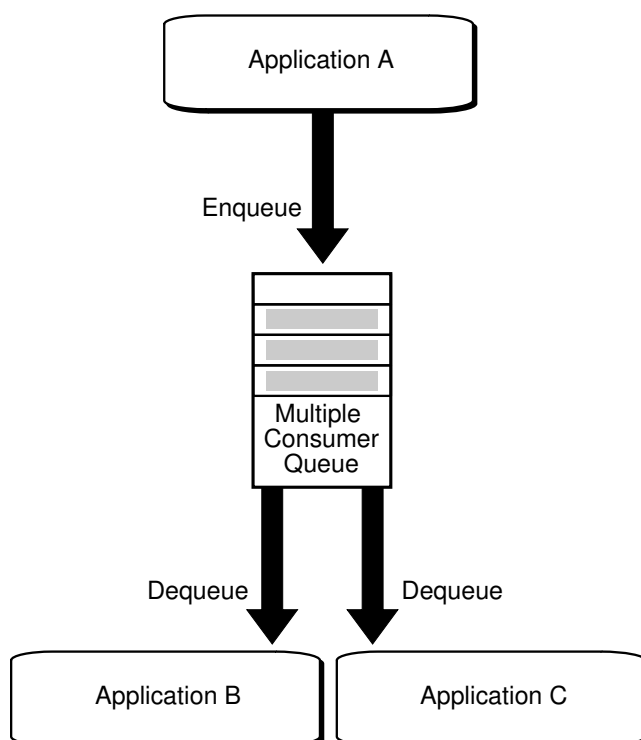 Application A
Enqueue
Multiple
Consumer
Queue
Dequeue
Dequeue
Application B
Application C